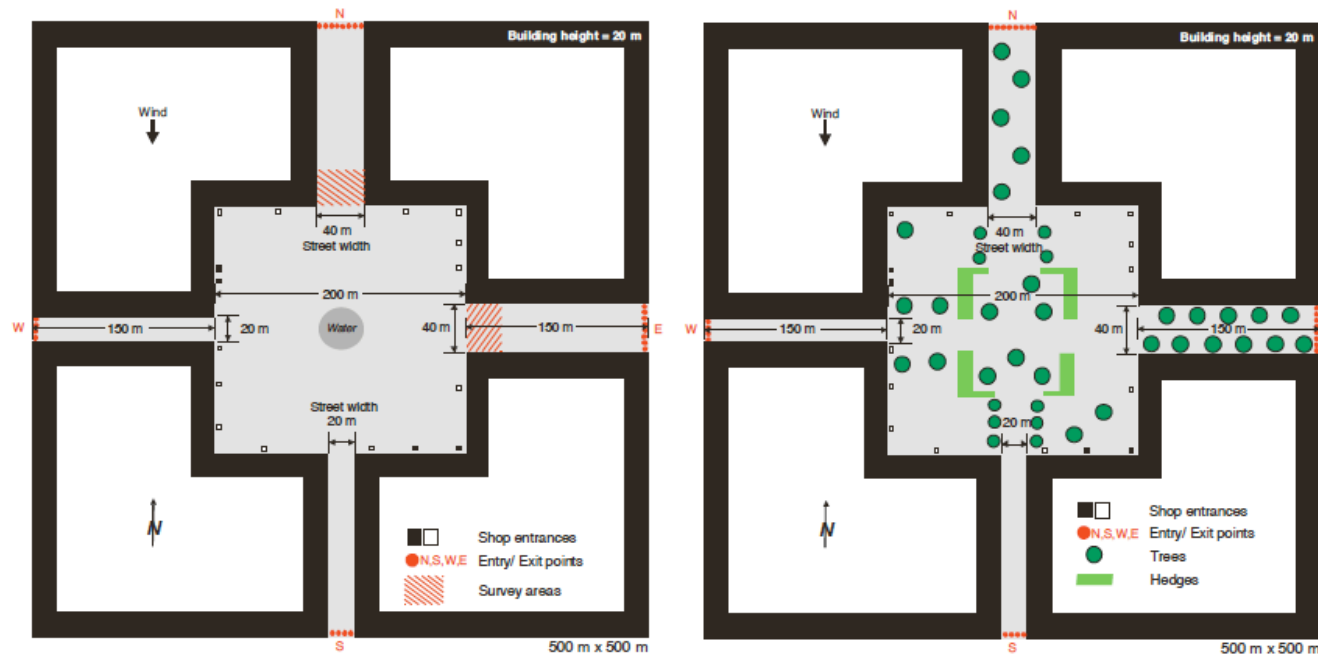 N
Building height = 20 m
Wind
40 m
Street width
200 m
W
150 m
20 m
Water
40 m
150 m
E
Street width
20 m
N
Shop entrances
N,S,W,E Entry/ Exit points
Survey areas
S
500 m x 500 m
N
Building height = 20 m
Wind
40 m
Street width
200 m
W
150 m
20 m
40 m
150 m
E
20 m
N
Shop entrances
N,S,W,E Entry/ Exit points
Trees
Hedges
S
500 m x 500 m